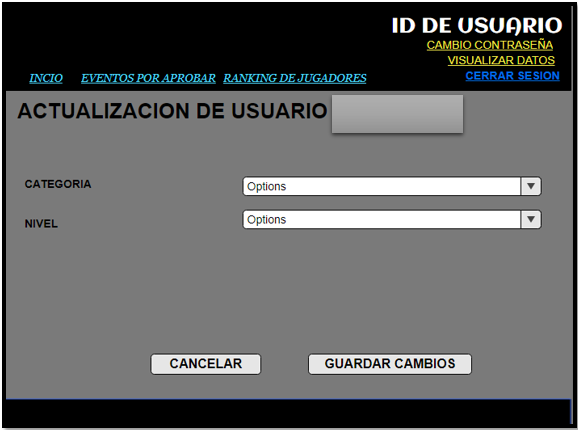 ID DE USUARIO
CAMBIO CONTRASEÑA
VISUALIZAR DATOS
CERRAR SESION
INCIO EVENTOS POR APROBAR RANKING DE JUGADORES
ACTUALIZACION DE USUARIO
CATEGORIA Options
NIVEL Options
CANCELAR GUARDAR CAMBIOS